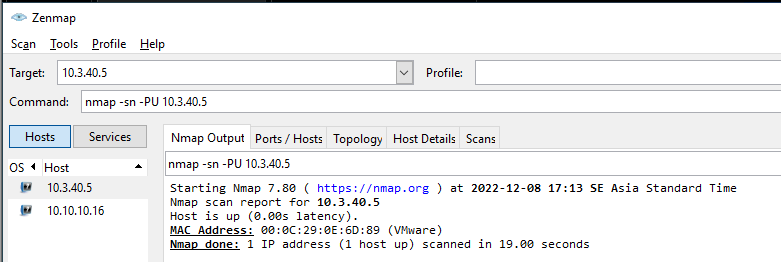 Zenmap
Scan Tools Profile Help
Target: 10.3.40.5 Profile:
Command: nmap -sn -PU 10.3.40.5
Hosts Services Nmap Output Ports / Hosts Topology Host Details Scans
OS Host nmap -sn -PU 10.3.40.5
10.3.40.5
10.10.10.16
Starting Nmap 7.80 ( https://nmap.org ) at 2022-12-08 17:13 SE Asia Standard Time
Nmap scan report for 10.3.40.5
Host is up (0.00s latency).
MAC Address: 00:0C:29:0E:6D:89 (VMware)
Nmap done: 1 IP address (1 host up) scanned in 19.00 seconds